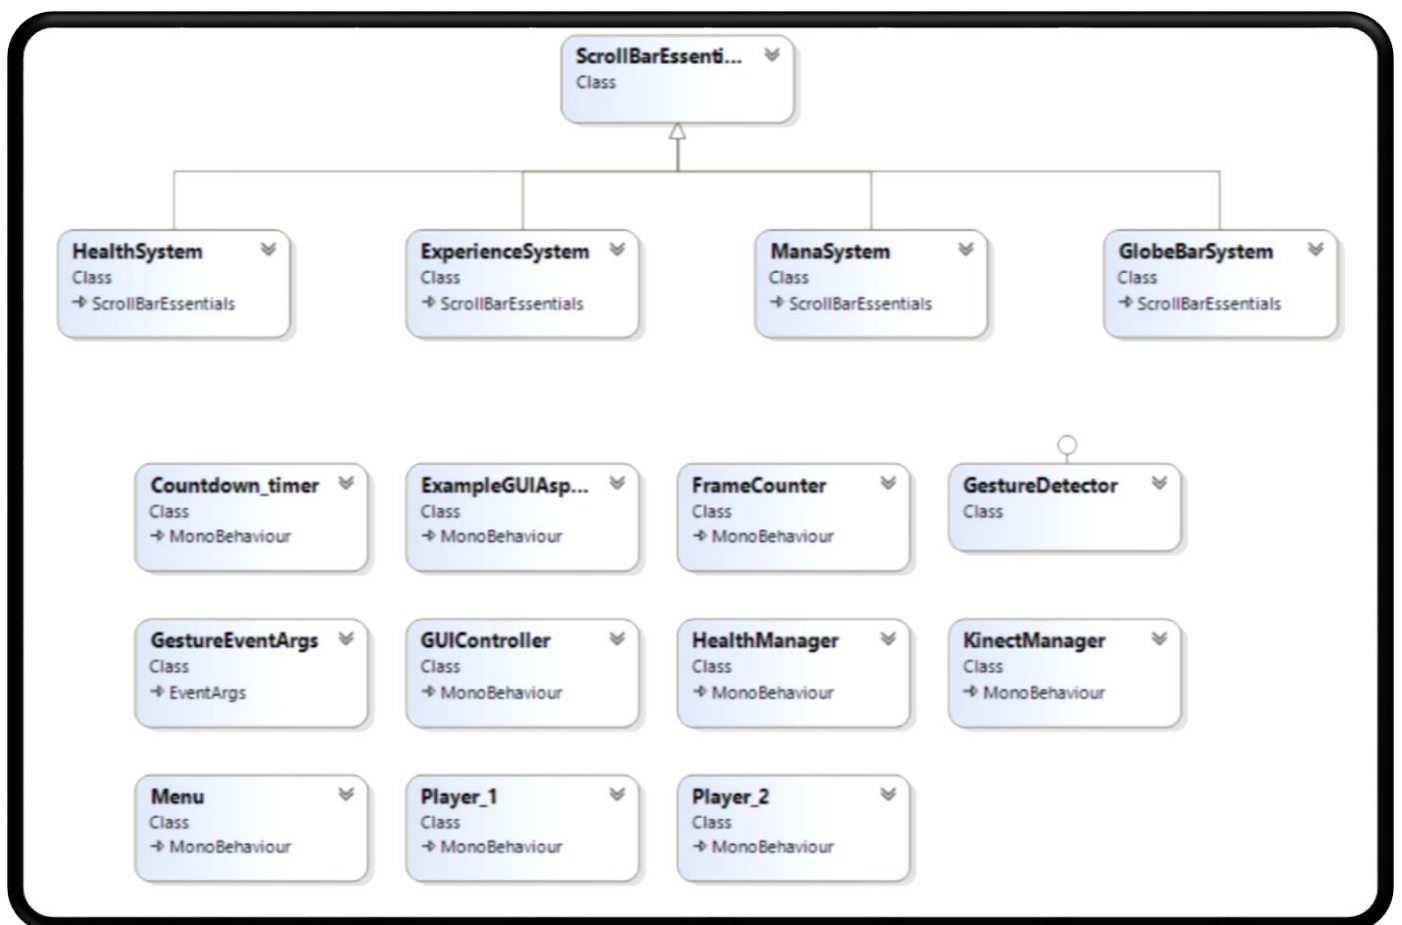 ScrollBarEssenti...
Class
HealthSystem
Class
ScrollBarEssentials
ExperienceSystem
Class
ScrollBarEssentials
ManaSystem
Class
ScrollBarEssentials
GlobeBarSystem
Class
ScrollBarEssentials
Countdown_timer
Class
MonoBehaviour
ExampleGUIAsp...
Class
MonoBehaviour
FrameCounter
Class
MonoBehaviour
GestureDetector
Class
GestureEventArgs
Class
EventArgs
GUIController
Class
MonoBehaviour
HealthManager
Class
MonoBehaviour
KinectManager
Class
MonoBehaviour
Menu
Class
MonoBehaviour
Player_1
Class
MonoBehaviour
Player_2
Class
MonoBehaviour